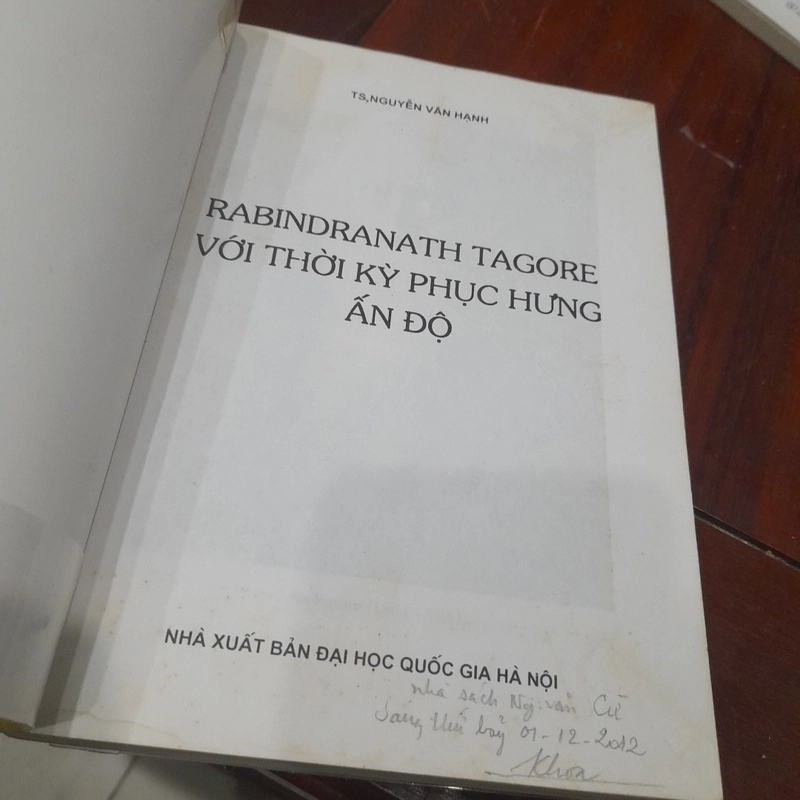 TS,NGUYỄN VĂN HẠNH
RABINDRANATH TAGORE
VỚI THỜI KỲ PHỤC HƯNG
ẤN ĐỘ
NHÀ XUẤT BẢN ĐẠI HỌC QUỐC GIA HÀ NỘI
nhà sách Ng. văn Cừ
Sáng thứ bảy 01-12-2012
Khoa